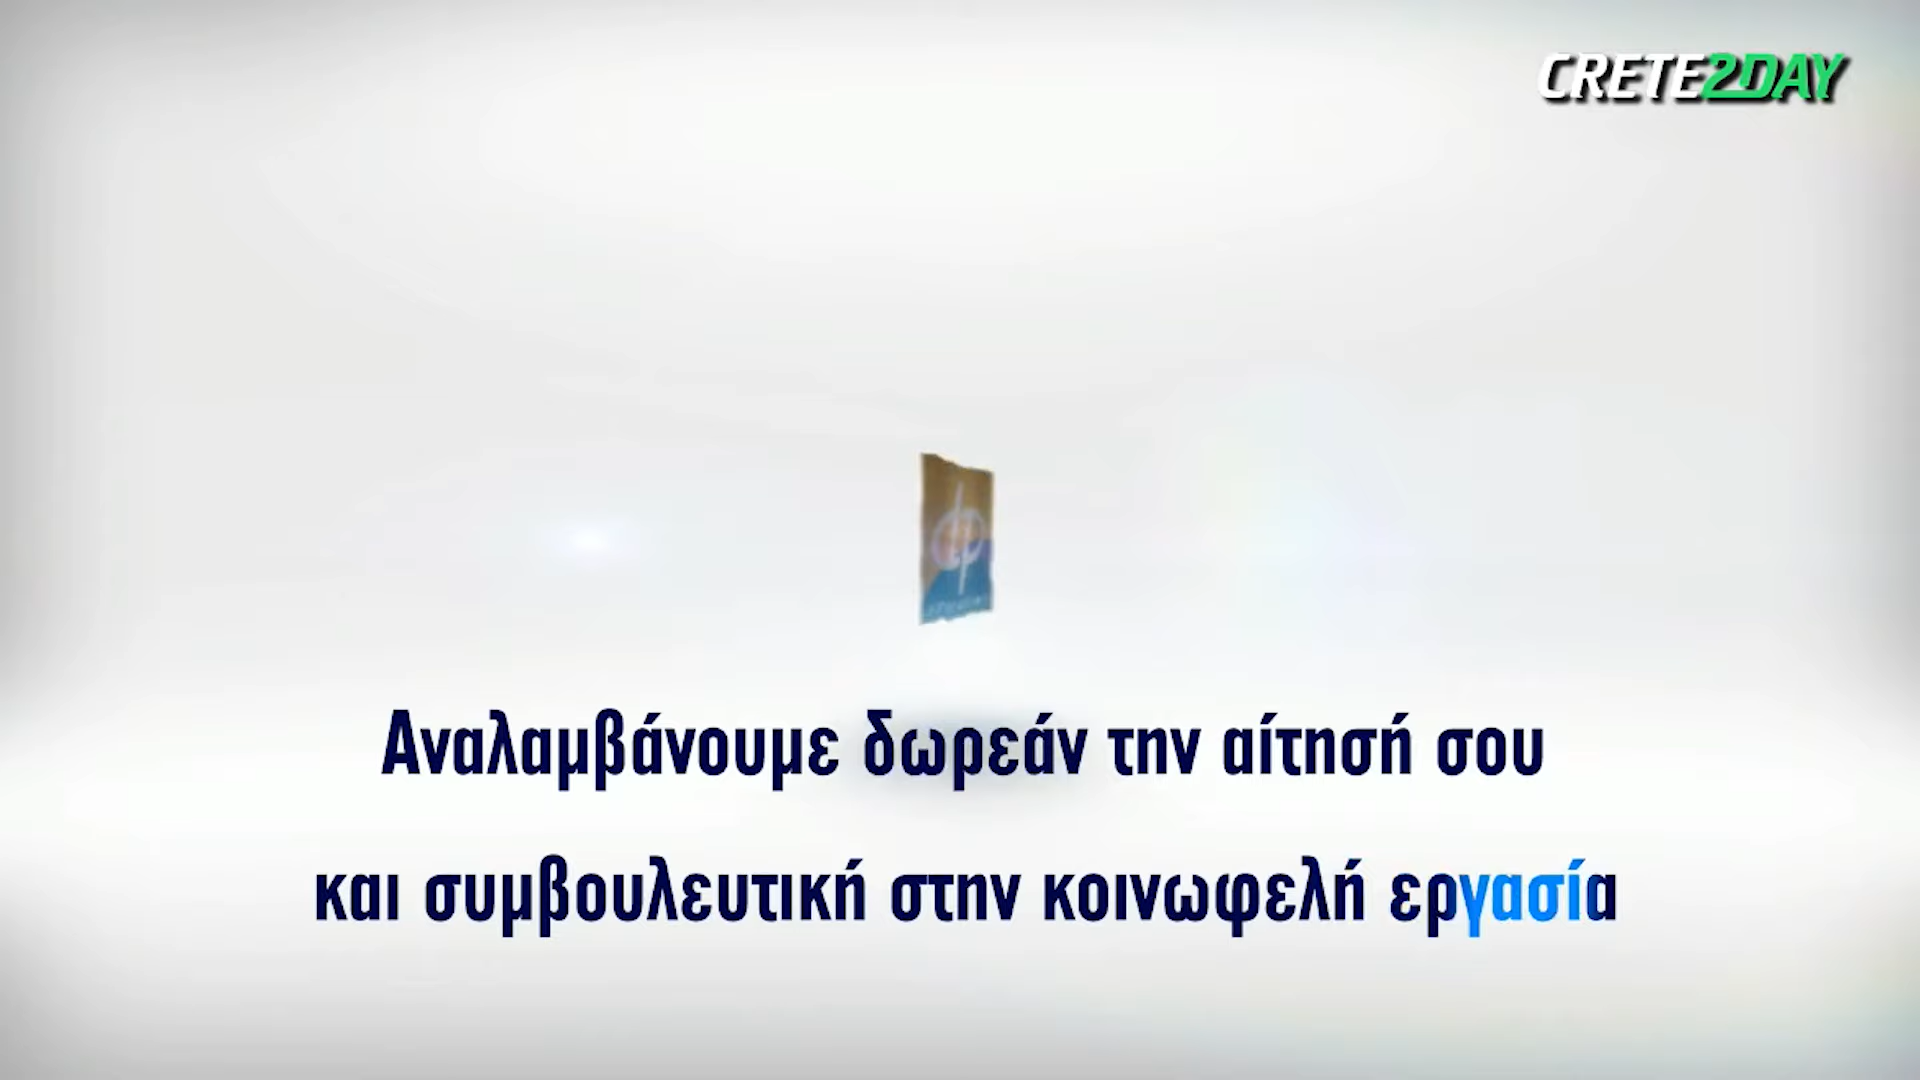 CRETE2DAY
Αναλαμβάνουμε δωρεάν την αίτησή σου
και συμβουλευτική στην κοινωφελή εργασία